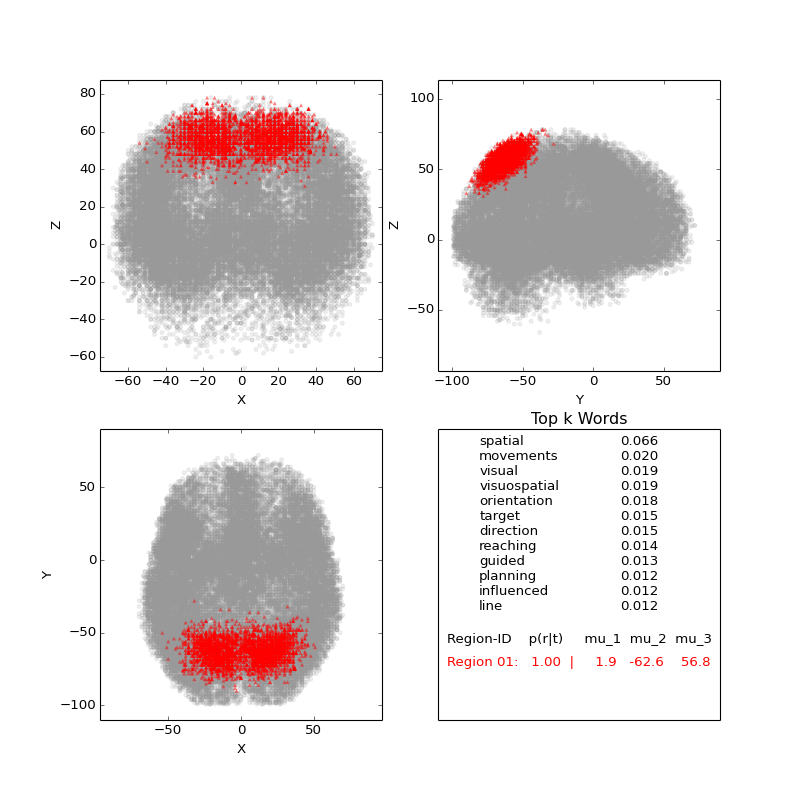 80
60
40
20
0
−20
−40
−60
Z
−60 −40 −20 0 20 40 60
X
100
50
0
−50
Z
−100 −50 0 50
Y
50
0
−50
−100
Y
−50 0 50
X
Top k Words
spatial 0.066
movements 0.020
visual 0.019
visuospatial 0.019
orientation 0.018
target 0.015
direction 0.015
reaching 0.014
guided 0.013
planning 0.012
influenced 0.012
line 0.012
Region-ID p(r|t) mu_1 mu_2 mu_3
Region 01: 1.00 | 1.9 -62.6 56.8